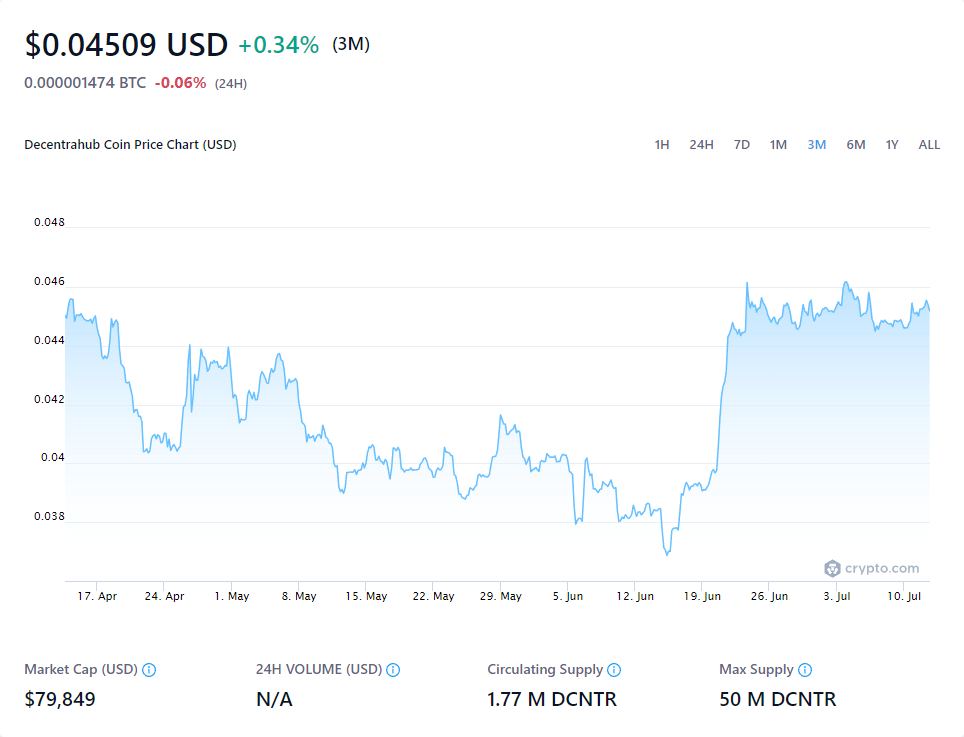 $0.04509 USD +0.34% (3M)
0.000001474 BTC -0.06% (24H)
Decentrahub Coin Price Chart (USD) 1H 24H 7D 1M 3M 6M 1Y ALL
0.048
0.046
0.044
0.042
0.04
0.038
crypto.com
17. Apr 24. Apr 1. May 8. May 15. May 22. May 29. May 5. Jun 12. Jun 19. Jun 26. Jun 3. Jul 10. Jul
Market Cap (USD) 24H VOLUME (USD) Circulating Supply Max Supply
$79,849 N/A 1.77 M DCNTR 50 M DCNTR